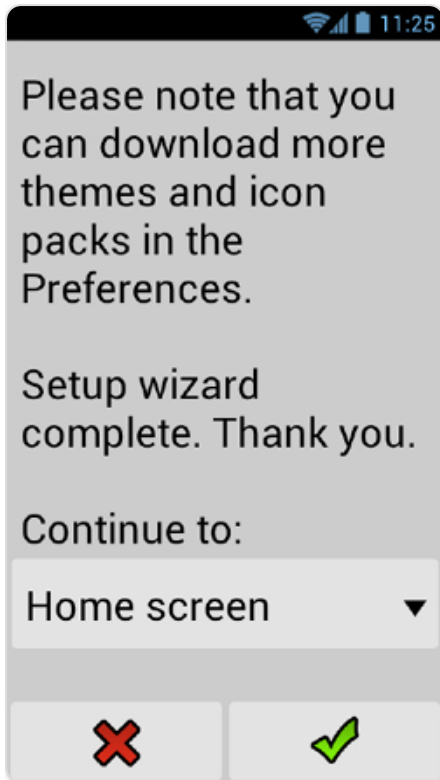 11:25
Please note that you
can download more
themes and icon
packs in the
Preferences.
Setup wizard
complete. Thank you.
Continue to:
Home screen